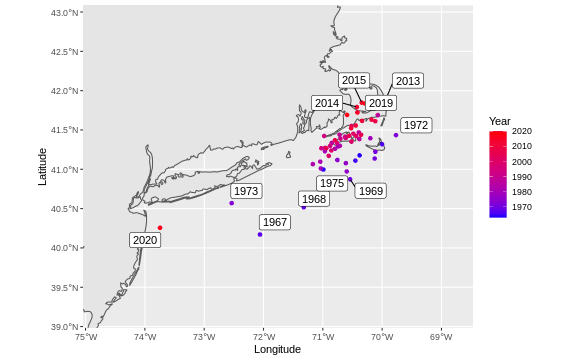 43.0°N
42.5°N
42.0°N
41.5°N
41.0°N
40.5°N
40.0°N
39.5°N
39.0°N
Latitude
2015
2013
2014
2019
1972
1975
1969
1973
1968
1967
2020
75°W
74°W
73°W
72°W
71°W
70°W
69°W
Longitude
Year
2020
2010
2000
1990
1980
1970